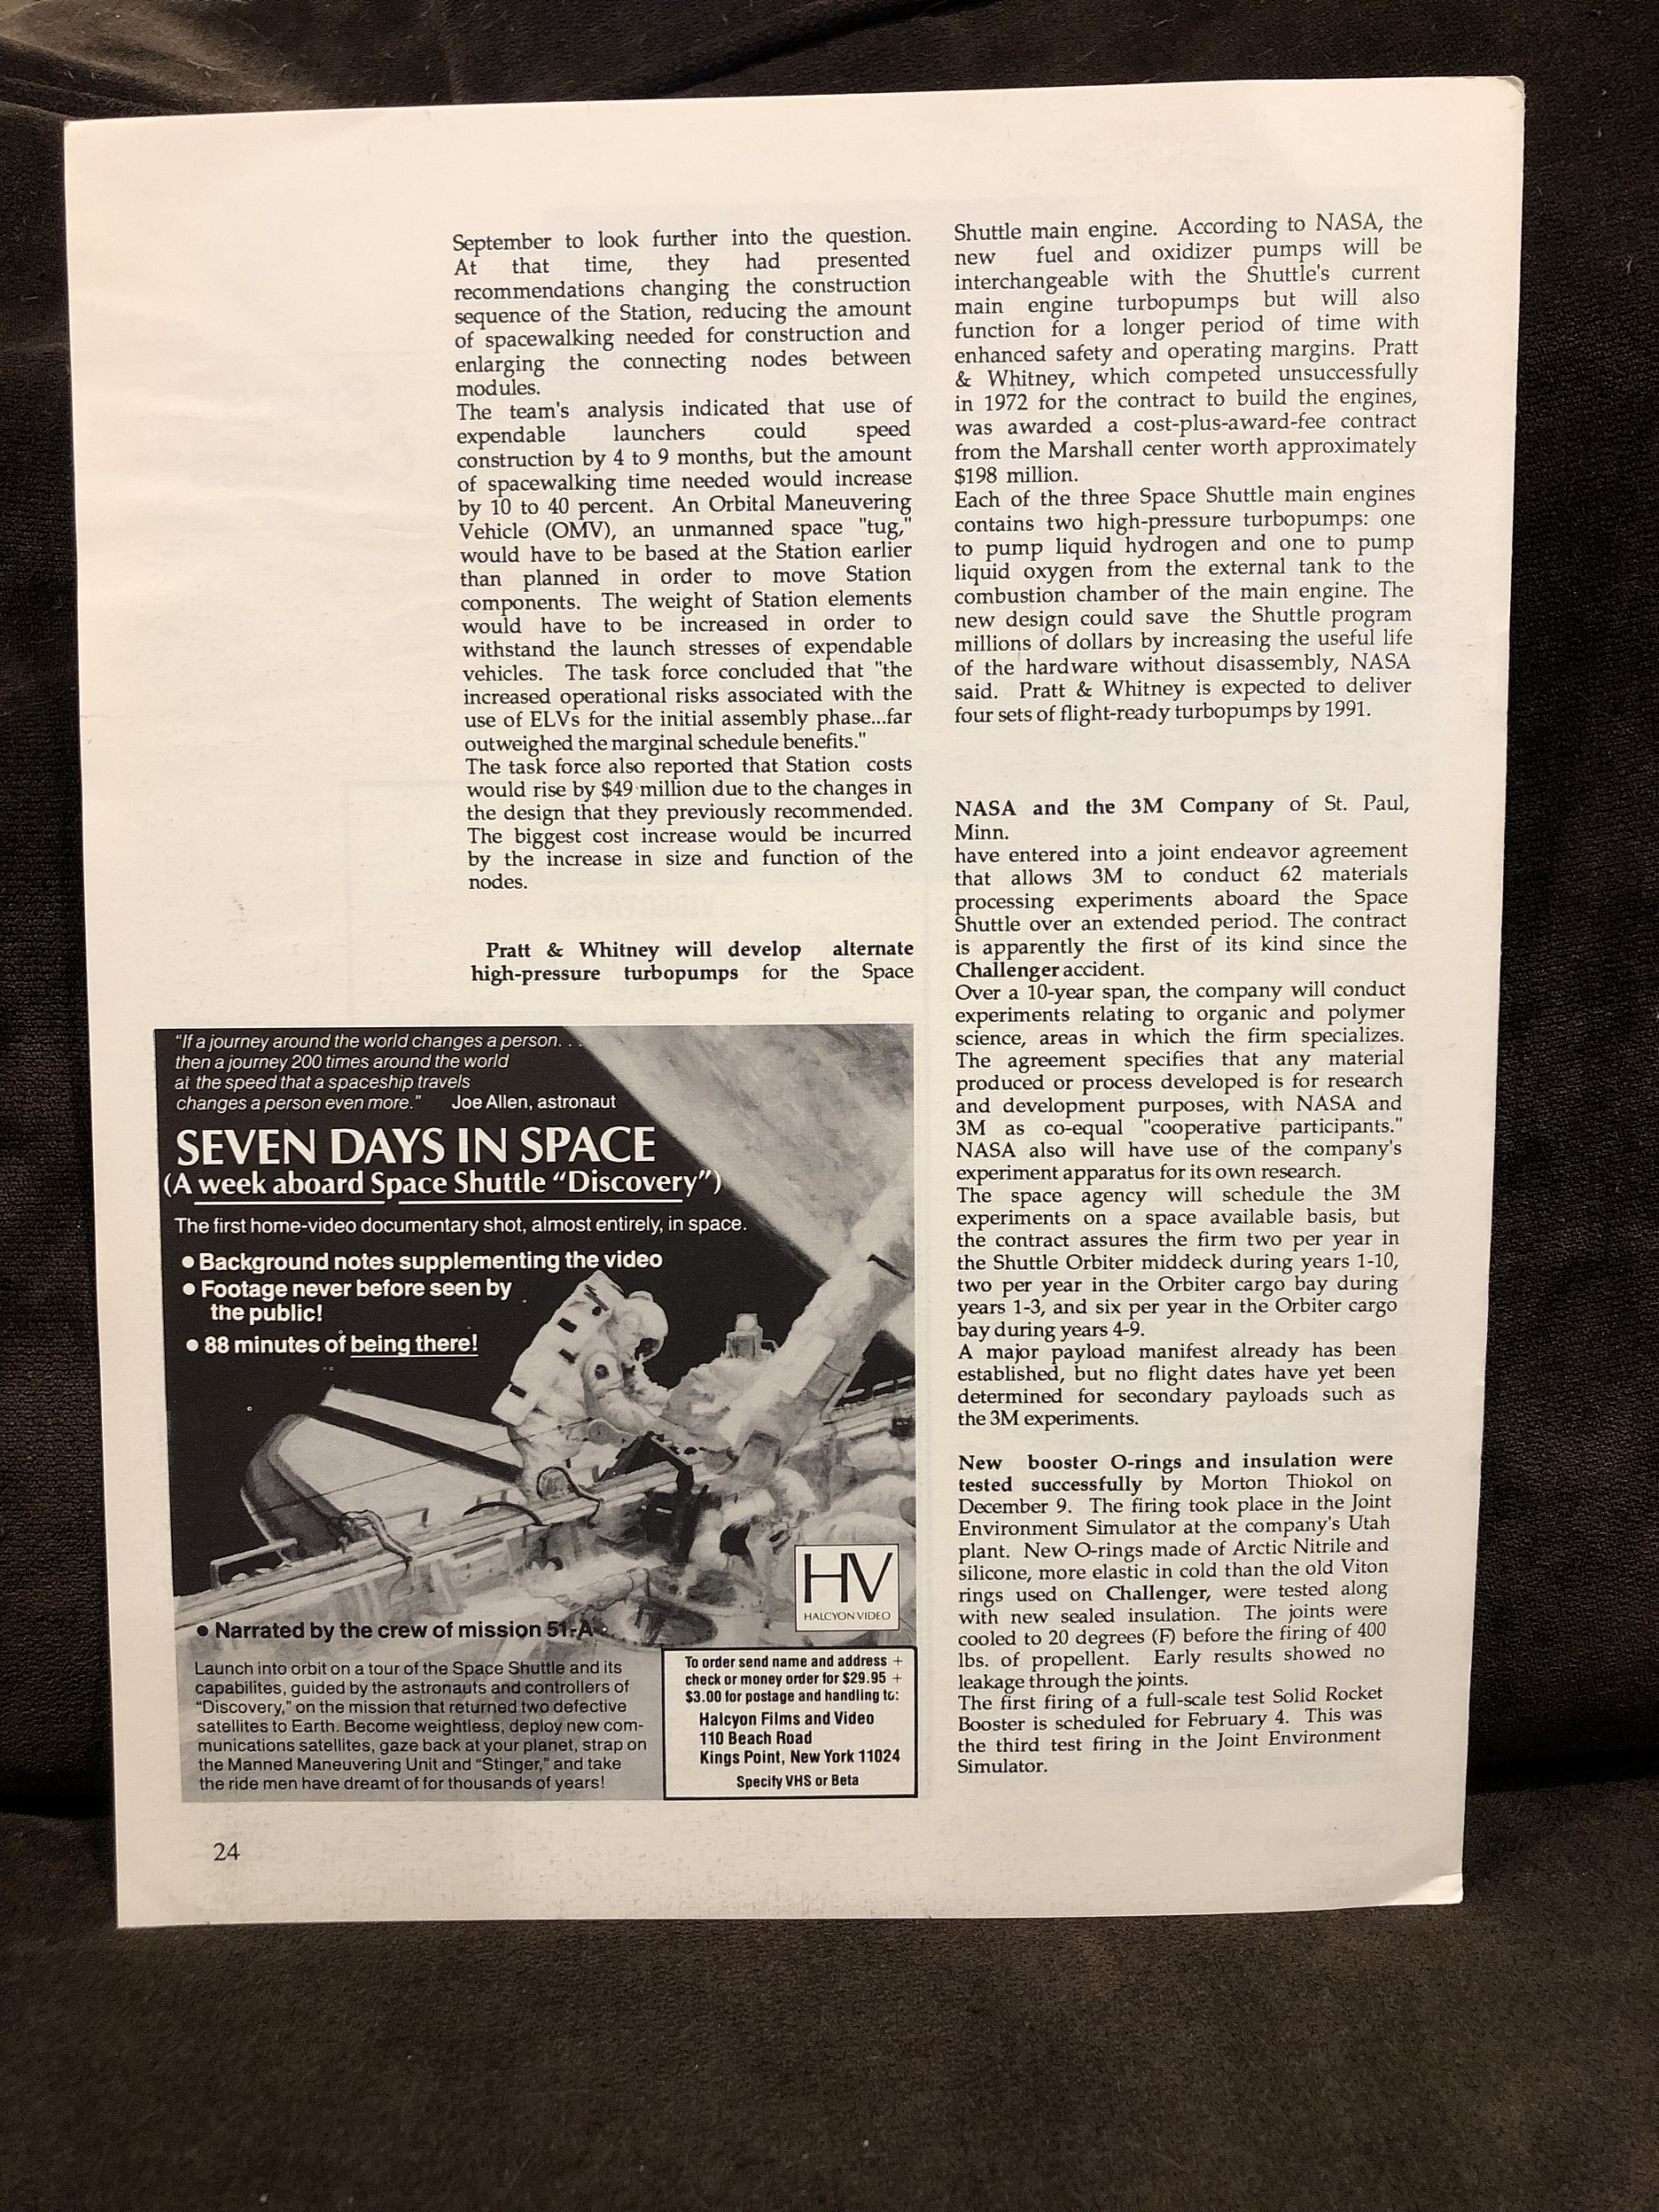 September to look further into the question.
At that time, they had presented
recommendations changing the construction
sequence of the Station, reducing the amount
of spacewalking needed for construction and
enlarging the connecting nodes between
modules.
The team's analysis indicated that use of
expendable launchers could speed
construction by 4 to 9 months, but the amount
of spacewalking time needed would increase
by 10 to 40 percent. An Orbital Maneuvering
Vehicle (OMV), an unmanned space "tug,"
would have to be based at the Station earlier
than planned in order to move Station
components. The weight of Station elements
would have to be increased in order to
withstand the launch stresses of expendable
vehicles. The task force concluded that "the
increased operational risks associated with the
use of ELVs for the initial assembly phase...far
outweighed the marginal schedule benefits."
The task force also reported that Station costs
would rise by $49 million due to the changes in
the design that they previously recommended.
The biggest cost increase would be incurred
by the increase in size and function of the
nodes.
Pratt & Whitney will develop alternate
high-pressure turbopumps for the Space
"If a journey around the world changes a person. . .
then a journey 200 times around the world
at the speed that a spaceship travels
changes a person even more." Joe Allen, astronaut
SEVEN DAYS IN SPACE
(A week aboard Space Shuttle "Discovery")
The first home-video documentary shot, almost entirely, in space.
• Background notes supplementing the video
• Footage never before seen by
the public!
• 88 minutes of being there!
HV
HALCYON VIDEO
• Narrated by the crew of mission 51-A
Launch into orbit on a tour of the Space Shuttle and its
capabilites, guided by the astronauts and controllers of
"Discovery," on the mission that returned two defective
satellites to Earth. Become weightless, deploy new com-
munications satellites, gaze back at your planet, strap on
the Manned Maneuvering Unit and "Stinger," and take
the ride men have dreamt of for thousands of years!
To order send name and address +
check or money order for $29.95 +
$3.00 for postage and handling to:
Halcyon Films and Video
110 Beach Road
Kings Point, New York 11024
Specify VHS or Beta
24
Shuttle main engine. According to NASA, the
new fuel and oxidizer pumps will be
interchangeable with the Shuttle's current
main engine turbopumps but will also
function for a longer period of time with
enhanced safety and operating margins. Pratt
& Whitney, which competed unsuccessfully
in 1972 for the contract to build the engines,
was awarded a cost-plus-award-fee contract
from the Marshall center worth approximately
$198 million.
Each of the three Space Shuttle main engines
contains two high-pressure turbopumps: one
to pump liquid hydrogen and one to pump
liquid oxygen from the external tank to the
combustion chamber of the main engine. The
new design could save the Shuttle program
millions of dollars by increasing the useful life
of the hardware without disassembly, NASA
said. Pratt & Whitney is expected to deliver
four sets of flight-ready turbopumps by 1991.
NASA and the 3M Company of St. Paul,
Minn.
have entered into a joint endeavor agreement
that allows 3M to conduct 62 materials
processing experiments aboard the Space
Shuttle over an extended period. The contract
is apparently the first of its kind since the
Challenger accident.
Over a 10-year span, the company will conduct
experiments relating to organic and polymer
science, areas in which the firm specializes.
The agreement specifies that any material
produced or process developed is for research
and development purposes, with NASA and
3M as co-equal "cooperative participants."
NASA also will have use of the company's
experiment apparatus for its own research.
The space agency will schedule the 3M
experiments on a space available basis, but
the contract assures the firm two per year in
the Shuttle Orbiter middeck during years 1-10,
two per year in the Orbiter cargo bay during
years 1-3, and six per year in the Orbiter cargo
bay during years 4-9.
A major payload manifest already has been
established, but no flight dates have yet been
determined for secondary payloads such as
the 3M experiments.
New booster O-rings and insulation were
tested successfully by Morton Thiokol on
December 9. The firing took place in the Joint
Environment Simulator at the company's Utah
plant. New O-rings made of Arctic Nitrile and
silicone, more elastic in cold than the old Viton
rings used on Challenger, were tested along
with new sealed insulation. The joints were
cooled to 20 degrees (F) before the firing of 400
lbs. of propellent. Early results showed no
leakage through the joints.
The first firing of a full-scale test Solid Rocket
Booster is scheduled for February 4. This was
the third test firing in the Joint Environment
Simulator.